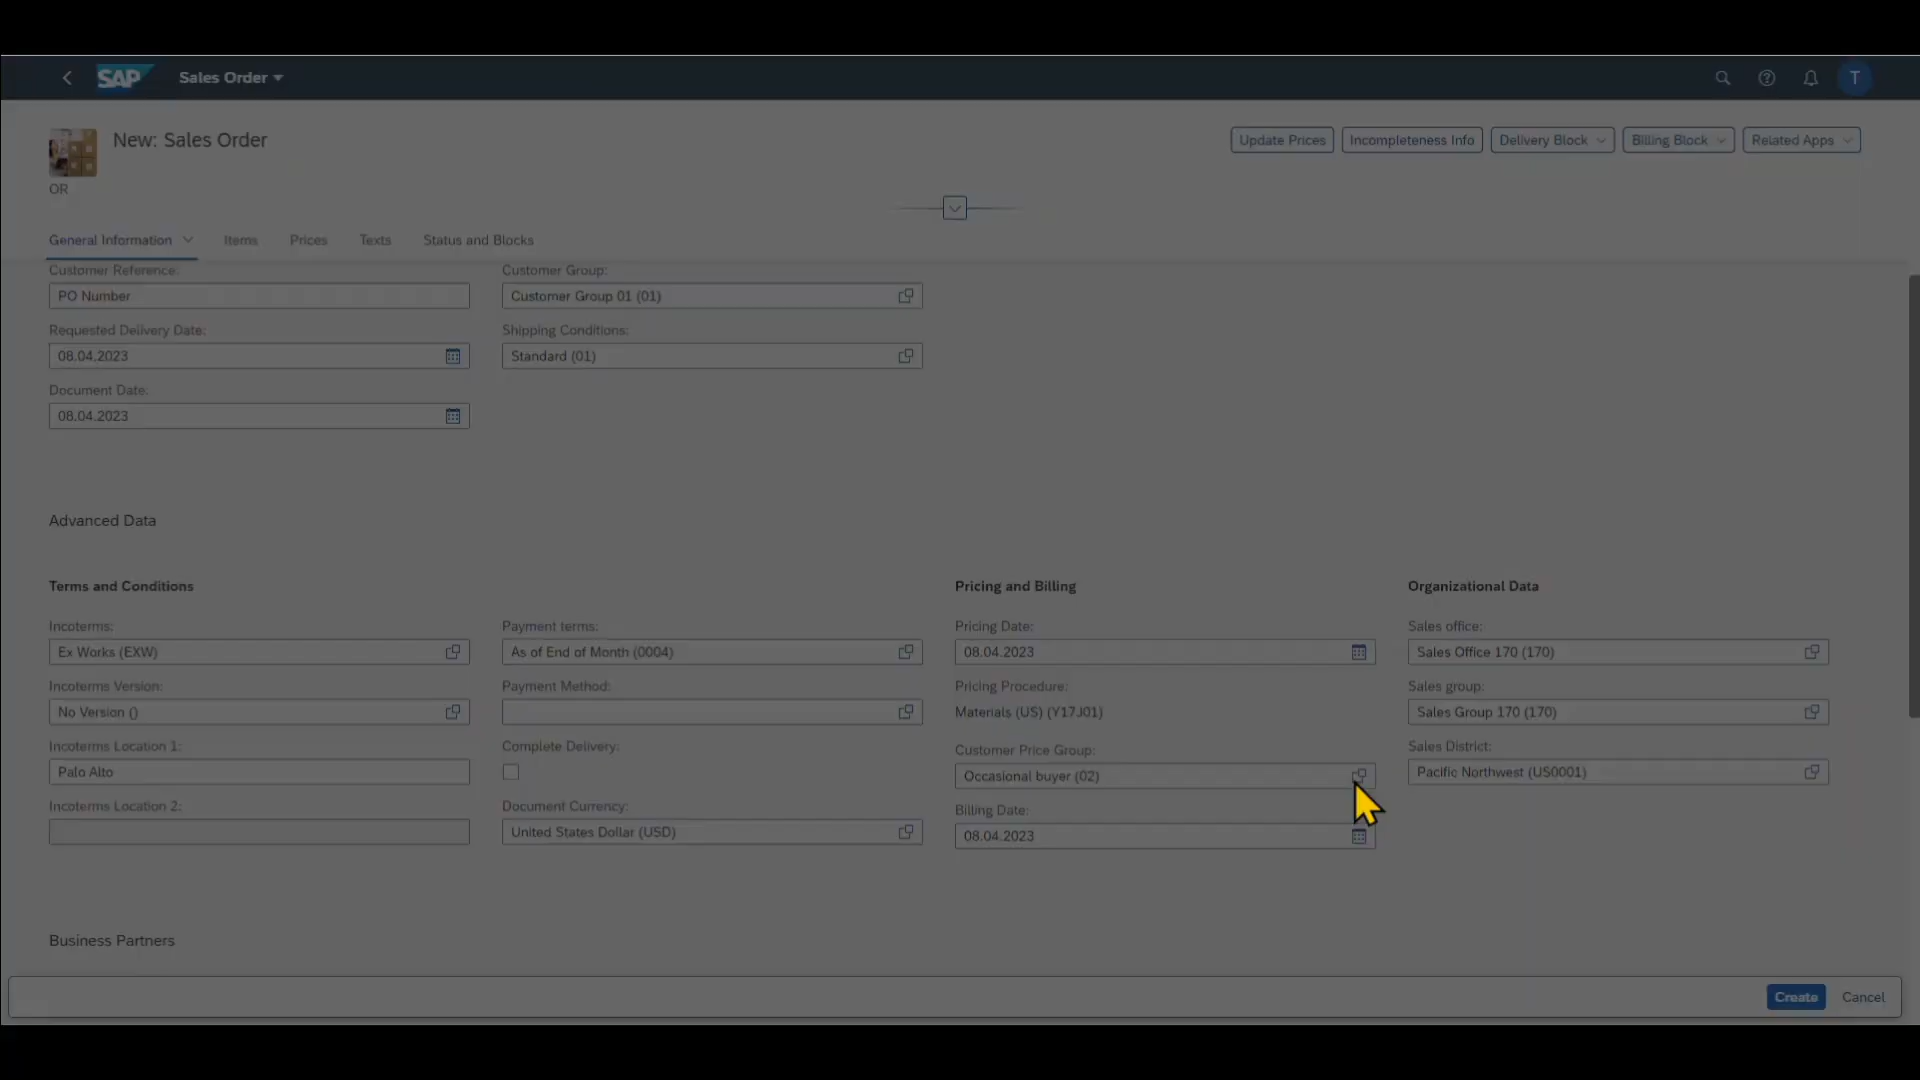 SAP
Sales Order
T
New: Sales Order
OR
Update Prices
Incompleteness Info
Delivery Block
Billing Block
Related Apps
General Information
Items
Prices
Texts
Status and Blocks
Customer Reference:
PO Number
Requested Delivery Date:
08.04.2023
Document Date:
08.04.2023
Customer Group:
Customer Group 01 (01)
Shipping Conditions:
Standard (01)
Advanced Data
Terms and Conditions
Incoterms:
Ex Works (EXW)
Incoterms Version:
No Version ()
Incoterms Location 1:
Palo Alto
Incoterms Location 2:
Payment terms:
As of End of Month (0004)
Payment Method:
Complete Delivery:
Document Currency:
United States Dollar (USD)
Pricing and Billing
Pricing Date:
08.04.2023
Pricing Procedure:
Materials (US) (Y17J01)
Customer Price Group:
Occasional buyer (02)
Billing Date:
08.04.2023
Organizational Data
Sales office:
Sales Office 170 (170)
Sales group:
Sales Group 170 (170)
Sales District:
Pacific Northwest (US0001)
Business Partners
Create
Cancel